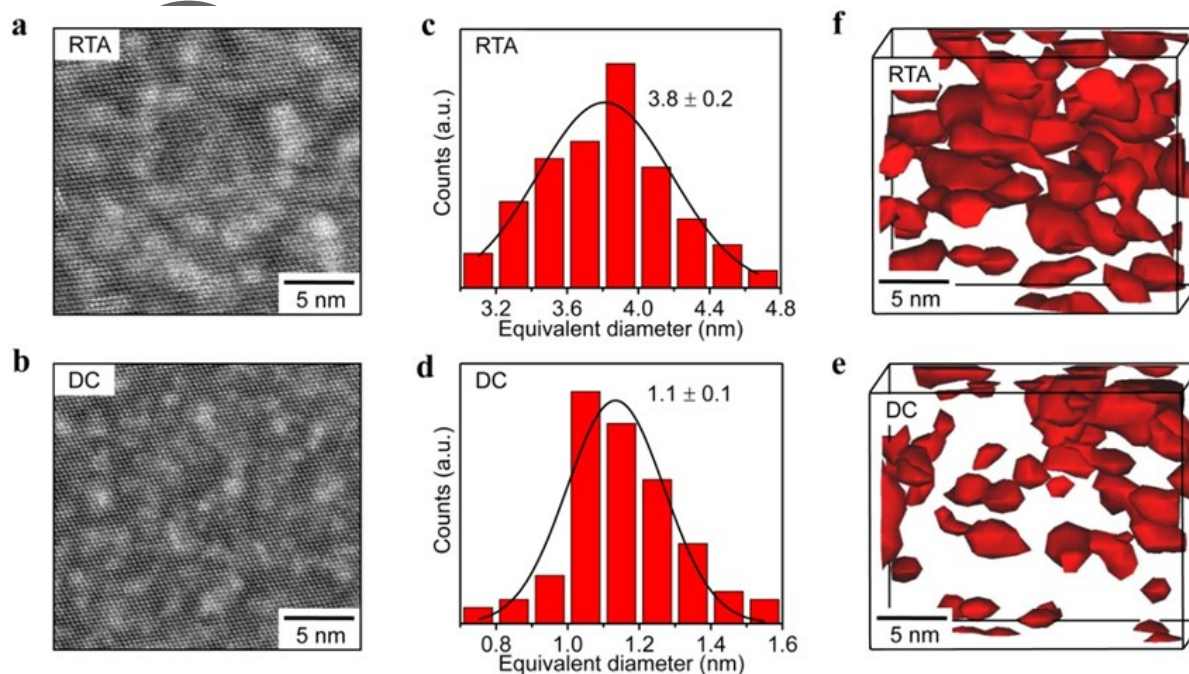 a
RTA
5 nm
b
DC
5 nm
c
RTA
3.8 ± 0.2
Counts (a.u.)
3.2 3.6 4.0 4.4 4.8
Equivalent diameter (nm)
d
DC
1.1 ± 0.1
Counts (a.u.)
0.8 1.0 1.2 1.4 1.6
Equivalent diameter (nm)
f
RTA
5 nm
e
DC
5 nm